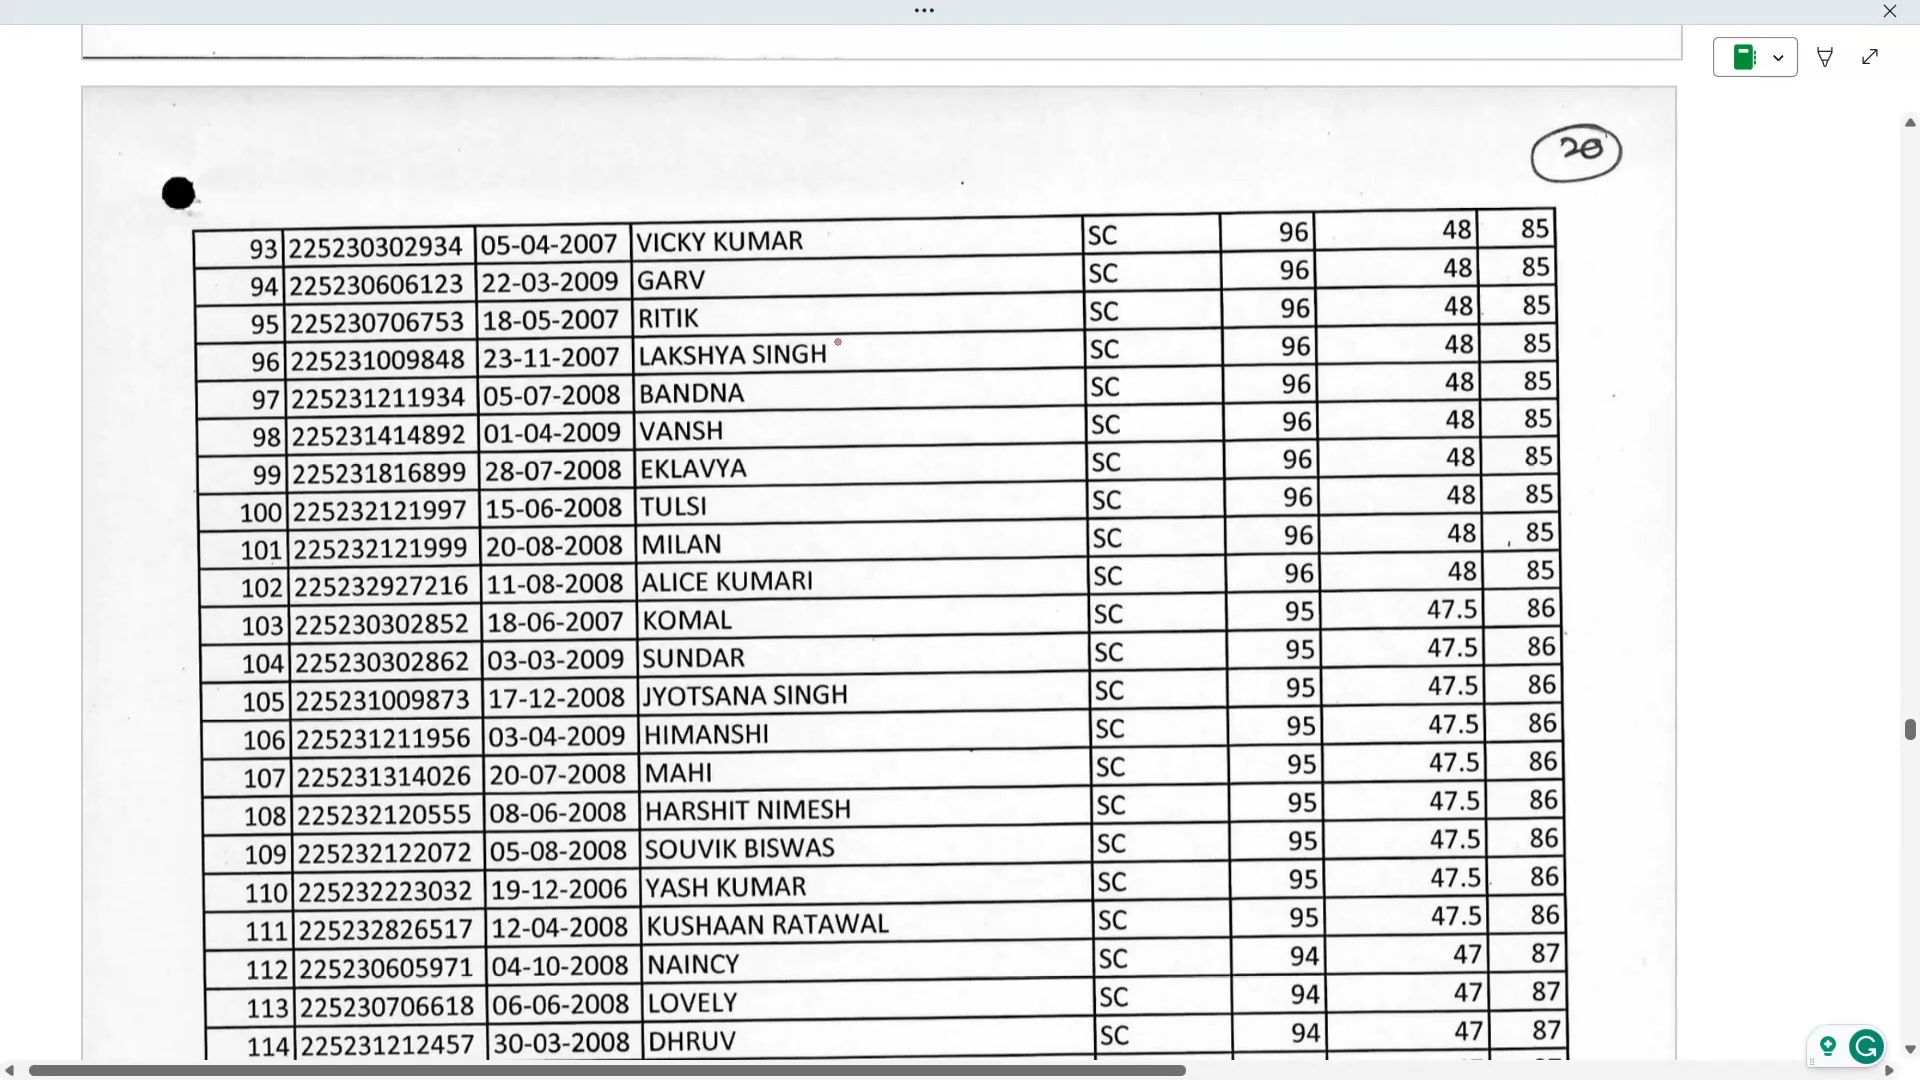 20
93 225230302934 05-04-2007 VICKY KUMAR SC 96 48 85
94 225230606123 22-03-2009 GARV SC 96 48 85
95 225230706753 18-05-2007 RITIK SC 96 48 85
96 225231009848 23-11-2007 LAKSHYA SINGH SC 96 48 85
97 225231211934 05-07-2008 BANDNA SC 96 48 85
98 225231414892 01-04-2009 VANSH SC 96 48 85
99 225231816899 28-07-2008 EKLAVYA SC 96 48 85
100 225232121997 15-06-2008 TULSI SC 96 48 85
101 225232121999 20-08-2008 MILAN SC 96 48 85
102 225232927216 11-08-2008 ALICE KUMARI SC 96 48 85
103 225230302852 18-06-2007 KOMAL SC 95 47.5 86
104 225230302862 03-03-2009 SUNDAR SC 95 47.5 86
105 225231009873 17-12-2008 JYOTSANA SINGH SC 95 47.5 86
106 225231211956 03-04-2009 HIMANSHI SC 95 47.5 86
107 225231314026 20-07-2008 MAHI SC 95 47.5 86
108 225232120555 08-06-2008 HARSHIT NIMESH SC 95 47.5 86
109 225232122072 05-08-2008 SOUVIK BISWAS SC 95 47.5 86
110 225232223032 19-12-2006 YASH KUMAR SC 95 47.5 86
111 225232826517 12-04-2008 KUSHAAN RATAWAL SC 95 47.5 86
112 225230605971 04-10-2008 NAINCY SC 94 47 87
113 225230706618 06-06-2008 LOVELY SC 94 47 87
114 225231212457 30-03-2008 DHRUV SC 94 47 87